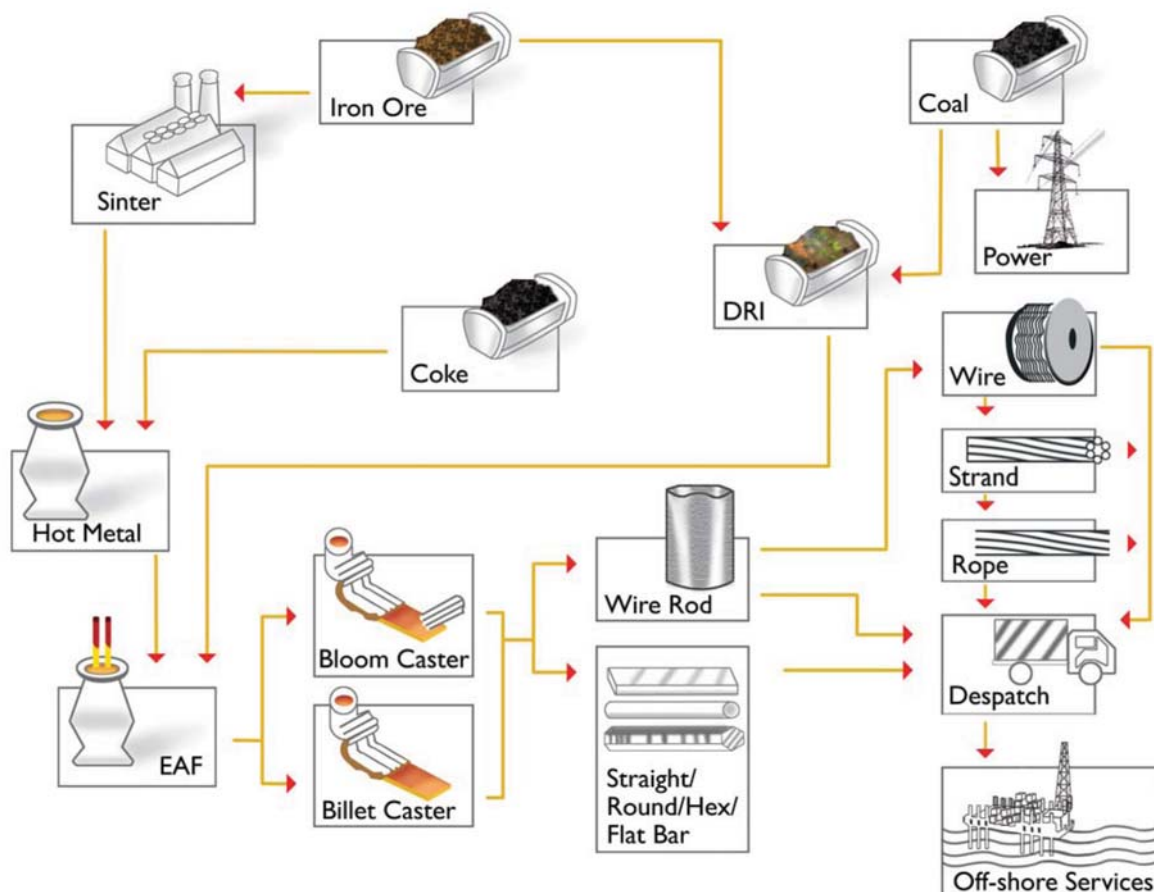 Iron Ore
Coal
Sinter
Power
DRI
Coke
Wire
Strand
Hot Metal
Rope
Wire Rod
Bloom Caster
Despatch
EAF
Billet Caster
Straight/
Round/Hex/
Flat Bar
Off-shore Services